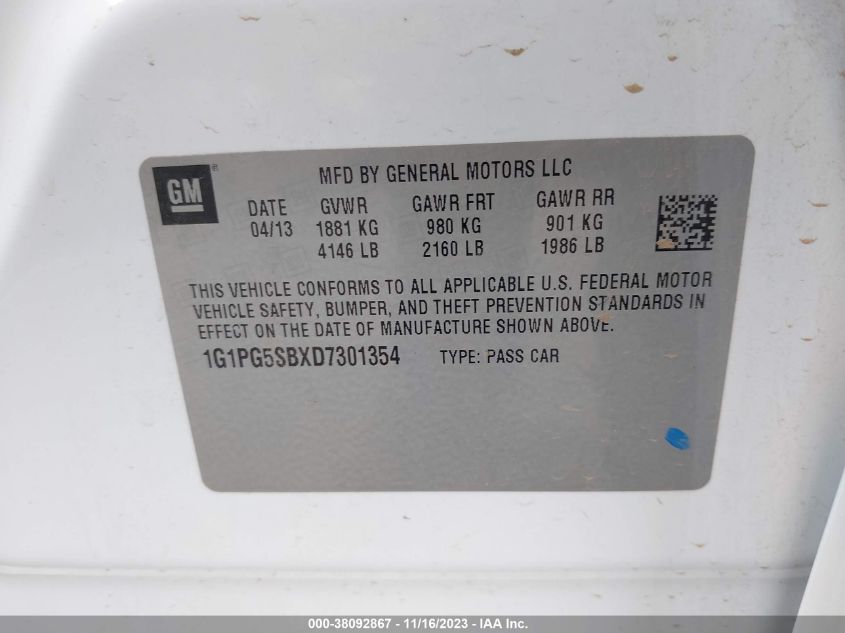 GM ®
MFD BY GENERAL MOTORS LLC
DATE GVWR GAWR FRT GAWR RR
04/13 1881 KG 980 KG 901 KG
4146 LB 2160 LB 1986 LB
THIS VEHICLE CONFORMS TO ALL APPLICABLE U.S. FEDERAL MOTOR
VEHICLE SAFETY, BUMPER, AND THEFT PREVENTION STANDARDS IN
EFFECT ON THE DATE OF MANUFACTURE SHOWN ABOVE.
1G1PG5SBXD7301354 TYPE: PASS CAR
000-38092867 - 11/16/2023 - IAA Inc.